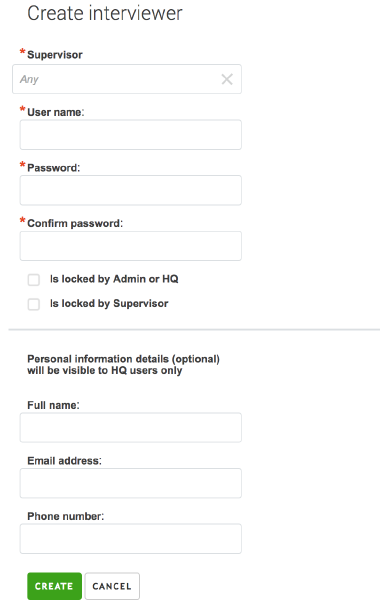 Create interviewer
* Supervisor
Any
* User name:
* Password:
* Confirm password:
Is locked by Admin or HQ
Is locked by Supervisor
Personal information details (optional)
will be visible to HQ users only
Full name:
Email address:
Phone number:
CREATE CANCEL